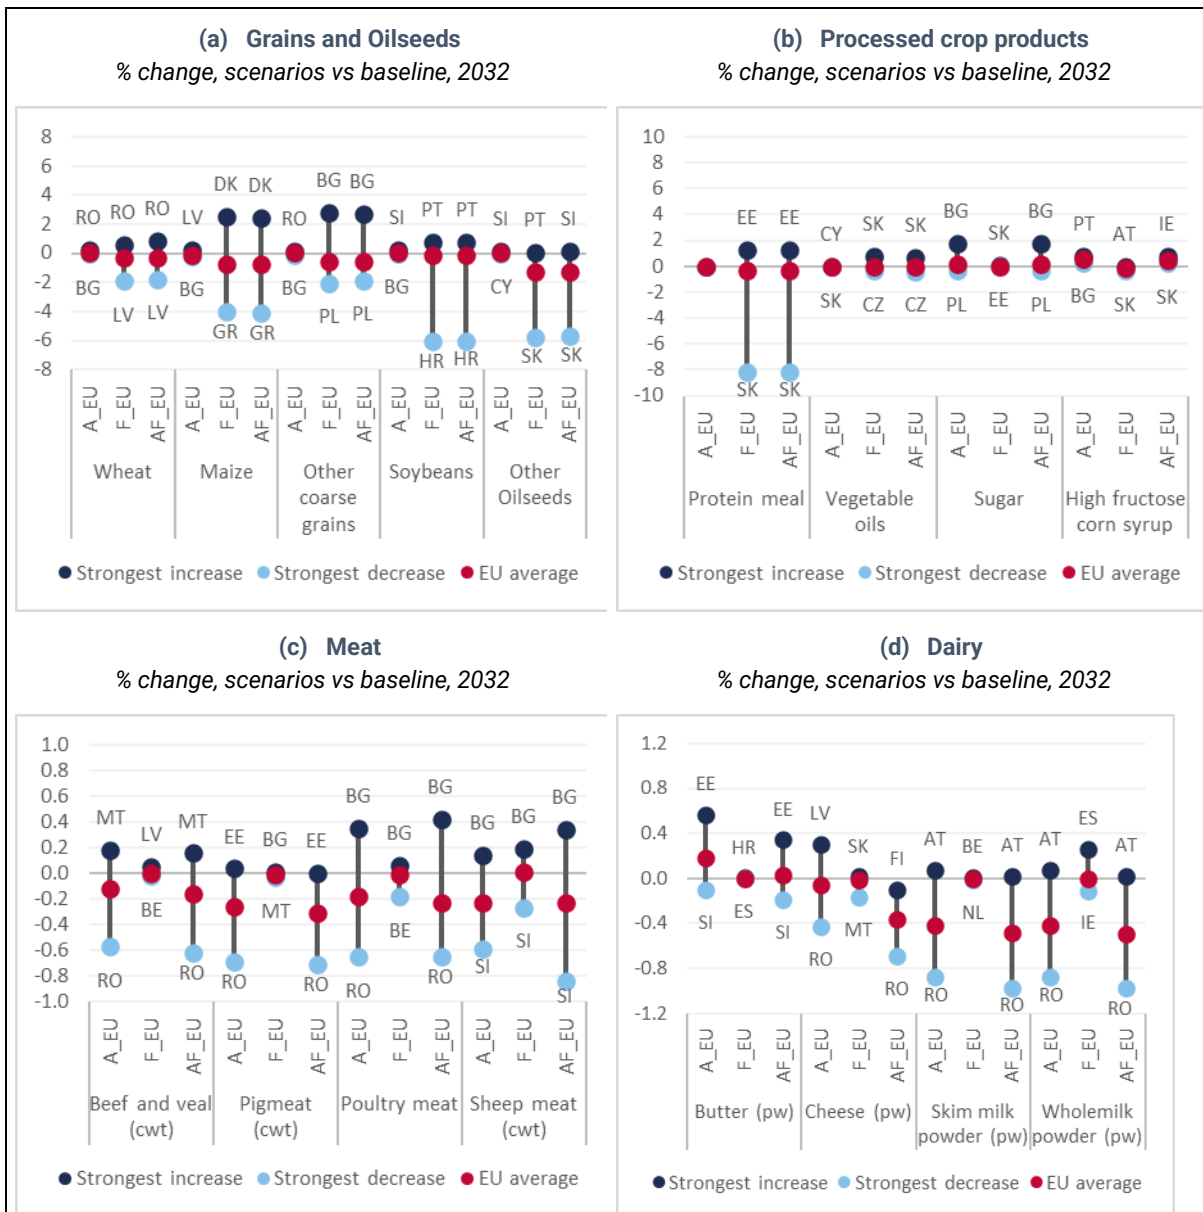 (a) Grains and Oilseeds
% change, scenarios vs baseline, 2032
8
6
4
2
0
-2
-4
-6
-8
RO RO RO LV DK DK RO BG BG SI PT PT SI PT SI
BG LV LV BG GR GR BG PL PL BG HR HR CY SK SK
A_EU F_EU AF_EU A_EU F_EU AF_EU A_EU F_EU AF_EU A_EU F_EU AF_EU A_EU F_EU AF_EU
Wheat Maize Other Soybeans Other
coarse Oilseeds
grains
Strongest increase Strongest decrease EU average
(b) Processed crop products
% change, scenarios vs baseline, 2032
10
8
6
4
2
0
-2
-4
-6
-8
-10
EE EE CY SK SK BG SK BG PT AT IE
SK SK SK CZ CZ PL EE PL BG SK SK
A_EU F_EU AF_EU A_EU F_EU AF_EU A_EU F_EU AF_EU A_EU F_EU AF_EU
Protein meal Vegetable Sugar High fructose
oils corn syrup
Strongest increase Strongest decrease EU average
(c) Meat
% change, scenarios vs baseline, 2032
1.0
0.8
0.6
0.4
0.2
0.0
-0.2
-0.4
-0.6
-0.8
-1.0
MT LV MT EE BG EE BG BG BG BG BG BG
RO BE RO RO MT RO RO BE RO SI SI SI
A_EU F_EU AF_EU A_EU F_EU AF_EU A_EU F_EU AF_EU A_EU F_EU AF_EU
Beef and veal Pigmeat Poultry meat Sheep meat
(cwt) (cwt) (cwt)
Strongest increase Strongest decrease EU average
(d) Dairy
% change, scenarios vs baseline, 2032
1.2
0.8
0.4
0.0
-0.4
-0.8
-1.2
EE HR EE LV SK FI AT BE AT AT ES AT
SI ES SI RO MT RO RO NL RO RO IE RO
A_EU F_EU AF_EU A_EU F_EU AF_EU A_EU F_EU AF_EU A_EU F_EU AF_EU
Butter (pw) Cheese (pw) Skim milk Wholemilk
powder (pw) powder (pw)
Strongest increase Strongest decrease EU average